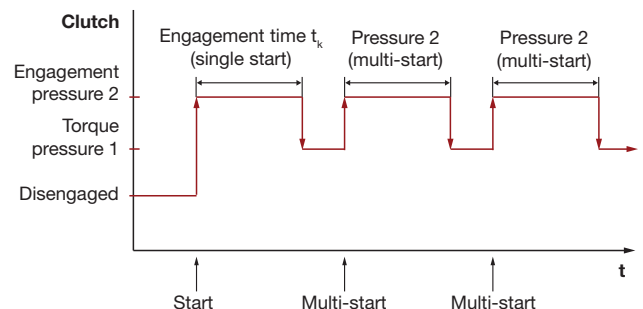 Clutch
Engagement time tk
(single start)
Pressure 2
(multi-start)
Pressure 2
(multi-start)
Engagement
pressure 2
Torque
pressure 1
Disengaged
t
Start
Multi-start
Multi-start